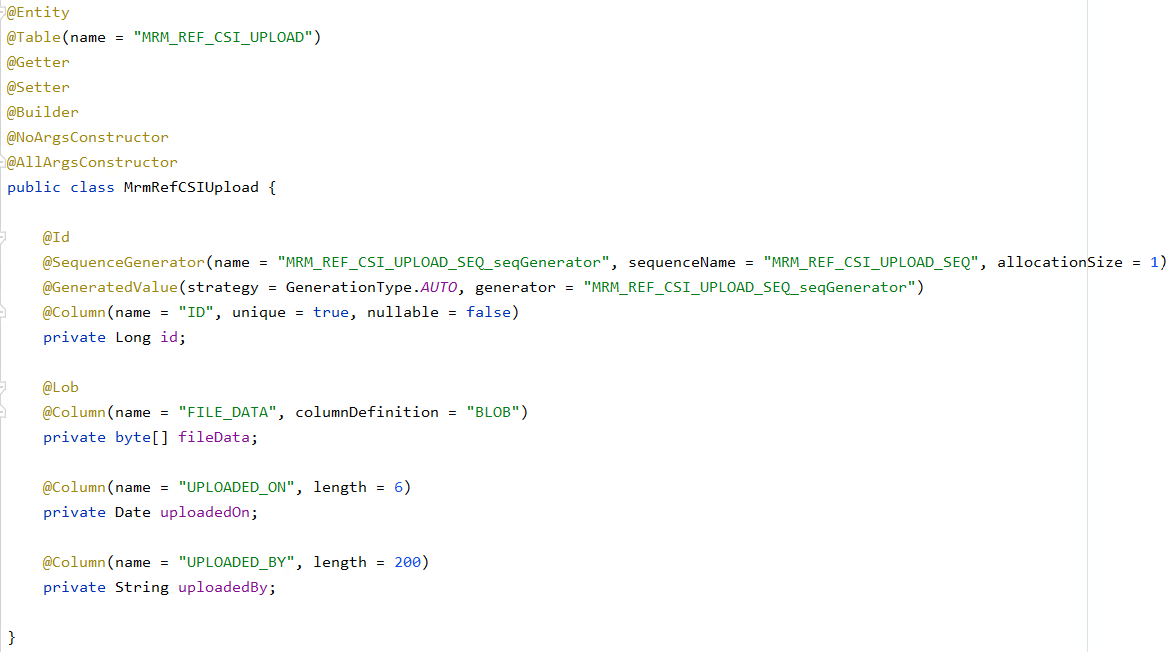 @Entity
@Table(name = "MRM_REF_CSI_UPLOAD")
@Getter
@Setter
@Builder
@NoArgsConstructor
@AllArgsConstructor
public class MrmRefCSIUpload {
@Id
@SequenceGenerator(name = "MRM_REF_CSI_UPLOAD_SEQ_seqGenerator", sequenceName = "MRM_REF_CSI_UPLOAD_SEQ", allocationSize = 1)
@GeneratedValue(strategy = GenerationType.AUTO, generator = "MRM_REF_CSI_UPLOAD_SEQ_seqGenerator")
@Column(name = "ID", unique = true, nullable = false)
private Long id;
@Lob
@Column(name = "FILE_DATA", columnDefinition = "BLOB")
private byte[] fileData;
@Column(name = "UPLOADED_ON", length = 6)
private Date uploadedOn;
@Column(name = "UPLOADED_BY", length = 200)
private String uploadedBy;
}